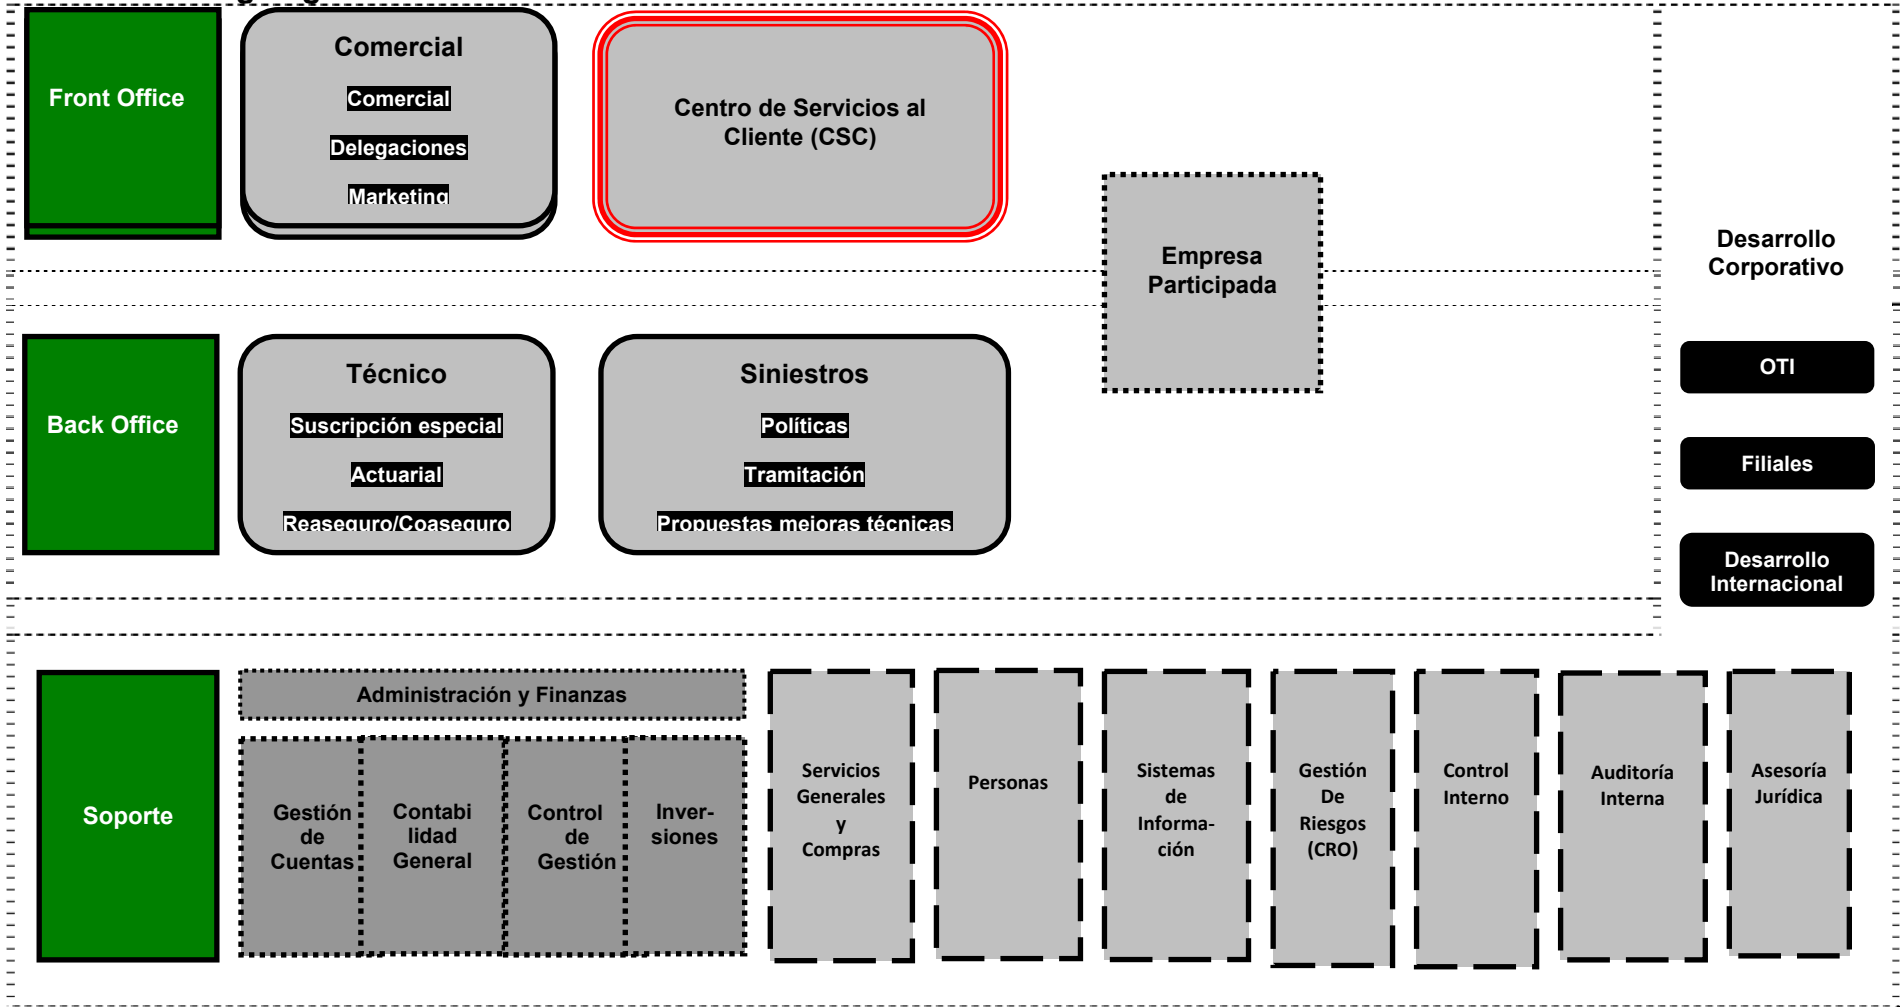 Front Office
Comercial
Comercial
Delegaciones
Marketing
Centro de Servicios al
Cliente (CSC)
Empresa
Participada
Desarrollo
Corporativo
OTI
Filiales
Desarrollo
Internacional
Back Office
Técnico
Suscripción especial
Actuarial
Reaseguro/Coaseguro
Siniestros
Políticas
Tramitación
Propuestas mejoras técnicas
Soporte
Administración y Finanzas
Gestión
de
Cuentas
Contabi
lidad
General
Control
de
Gestión
Inver-
siones
Servicios
Generales
y
Compras
Personas
Sistemas
de
Informa-
ción
Gestión
De
Riesgos
(CRO)
Control
Interno
Auditoría
Interna
Asesoría
Jurídica